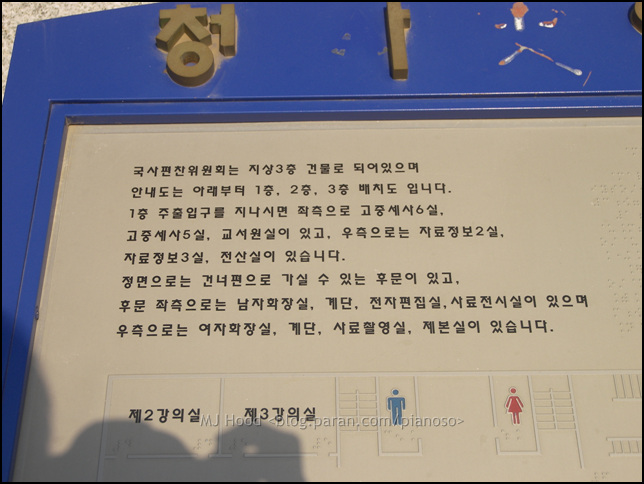 청사
국사편찬위원회는 지상3층 건물로 되어있으며
안내도는 아래부터 1층, 2층, 3층 배치도 입니다.
1층 주출입구를 지나시면 좌측으로 고중세사6실,
고중세사5실, 교서원실이 있고, 우측으로는 자료정보2실,
자료정보3실, 전산실이 있습니다.
정면으로는 건너편으로 가실 수 있는 후문이 있고,
후문 좌측으로는 남자화장실, 계단, 전자편집실,사료전시실이 있으며
우측으로는 여자화장실, 계단, 사료촬영실, 제본실이 있습니다.
제2강의실 제3강의실
MJ Hood <blog.paran.com/pianoso>